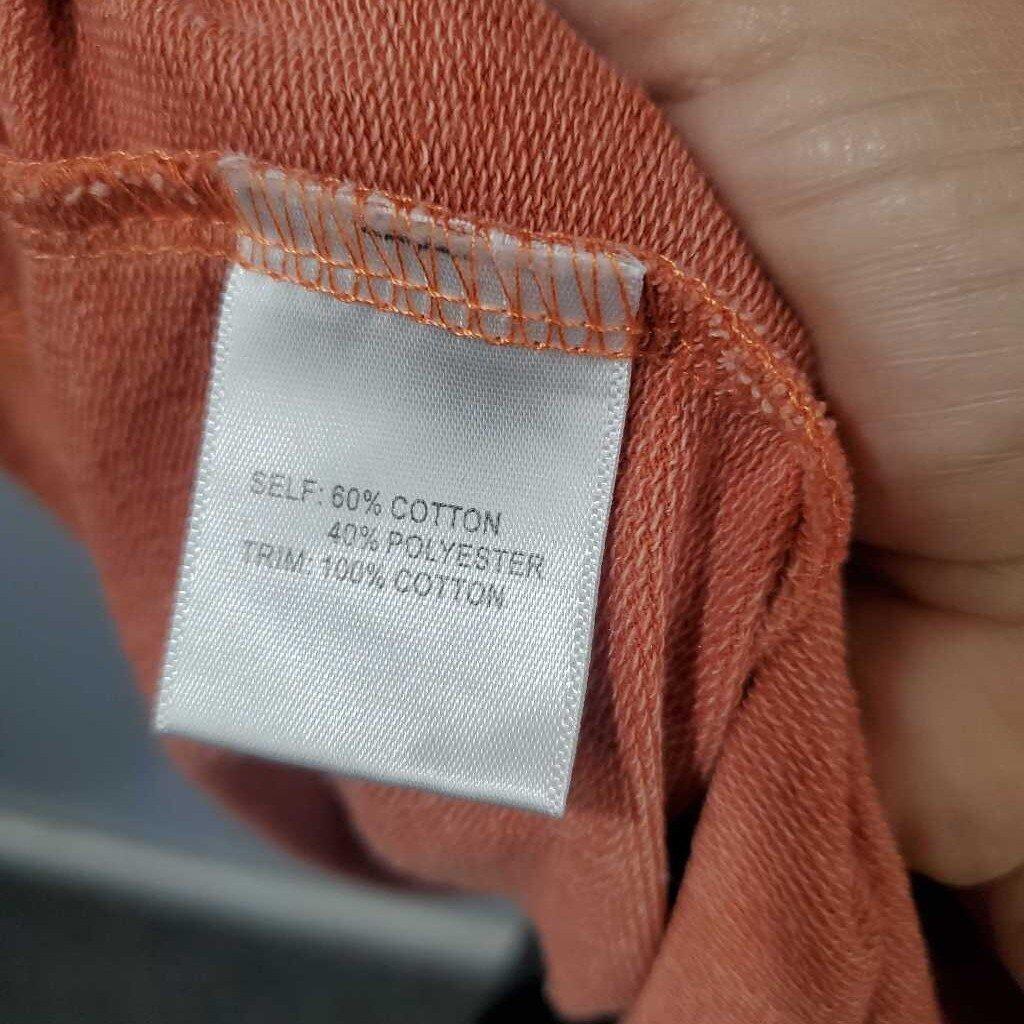 SELF: 60% COTTON
40% POLYESTER
TRIM: 100% COTTON